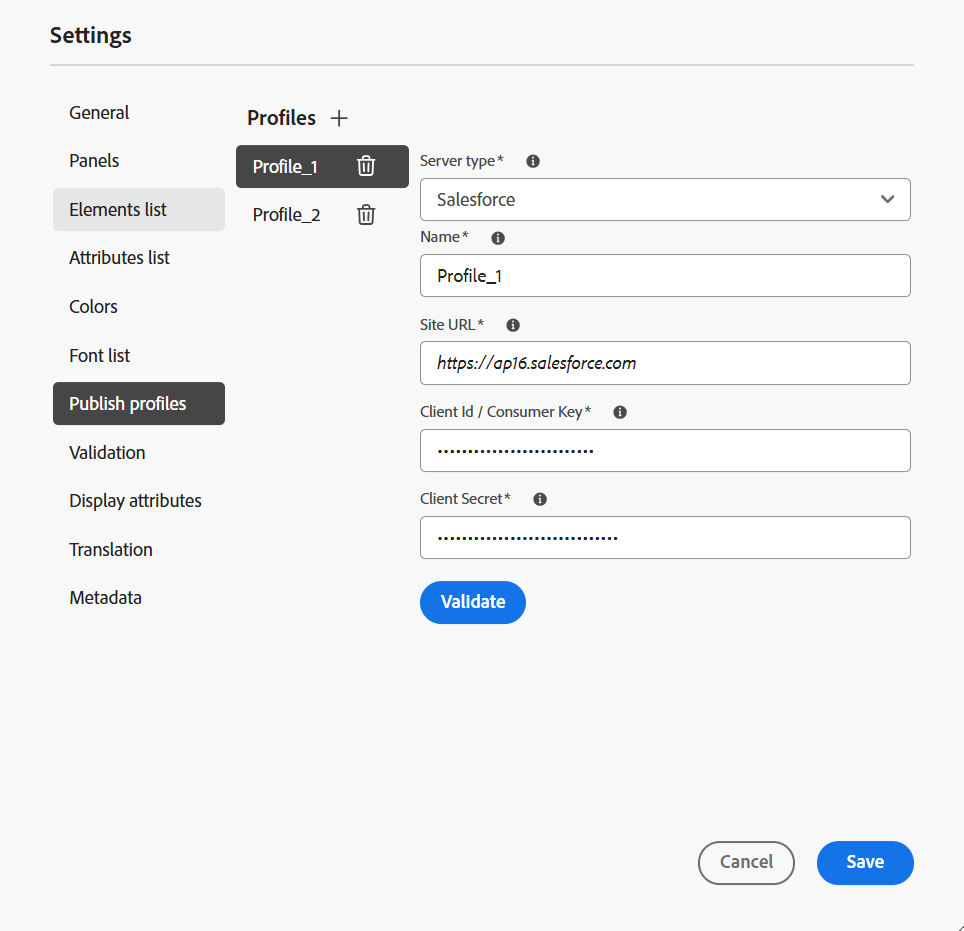 Settings
General
Panels
Elements list
Attributes list
Colors
Font list
Publish profiles
Validation
Display attributes
Translation
Metadata
Profiles
Profile_1
Profile_2
Server type*
Salesforce
Name*
Profile_1
Site URL*
https://ap16.salesforce.com
Client Id / Consumer Key*
••••••••••••••••••••••••••
Client Secret*
••••••••••••••••••••••••••••••
Validate
Cancel
Save